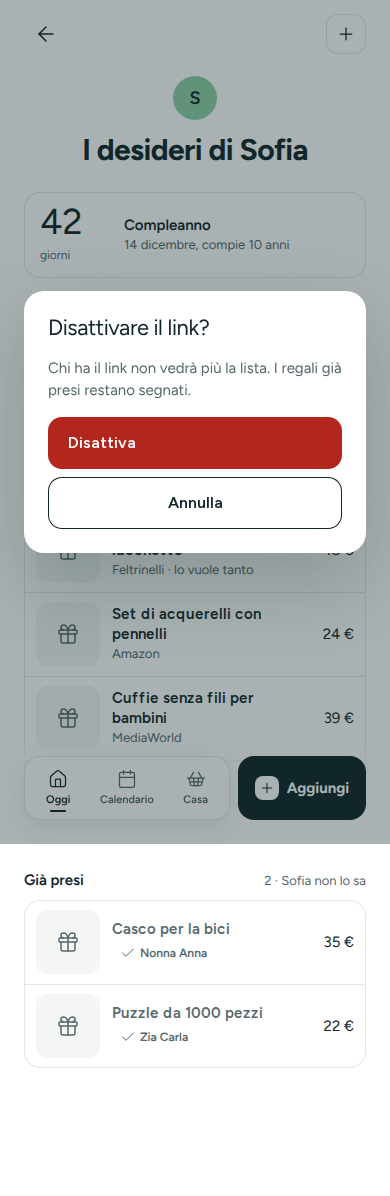 S
I desideri di Sofia
42
giorni
Compleanno
14 dicembre, compie 10 anni
Disattivare il link?
Chi ha il link non vedrà più la lista. I regali già
presi restano segnati.
Disattiva
Annulla
Feltrinelli · lo vuole tanto
Set di acquerelli con
pennelli
24 €
Amazon
Cuffie senza fili per
bambini
39 €
MediaWorld
Oggi
Calendario
Casa
Aggiungi
Già presi
2 · Sofia non lo sa
Casco per la bici
35 €
Nonna Anna
Puzzle da 1000 pezzi
22 €
Zia Carla